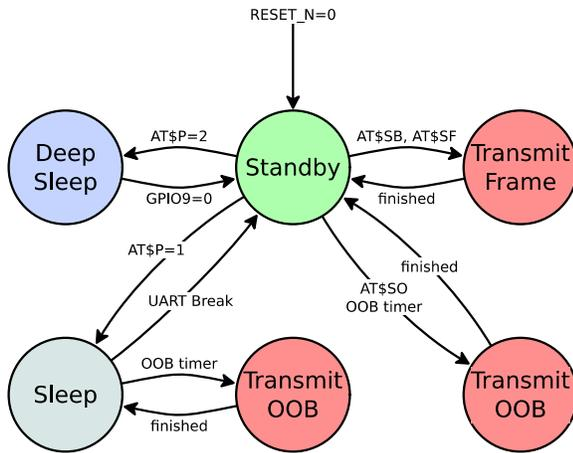 RESET_N=0
AT$P=2
AT$SB, AT$SF
Deep
Sleep
Standby
Transmit
Frame
GPIO9=0
finished
AT$P=1
finished
AT$SO
OOB timer
UART Break
OOB timer
Sleep
Transmit
OOB
Transmit
OOB
finished